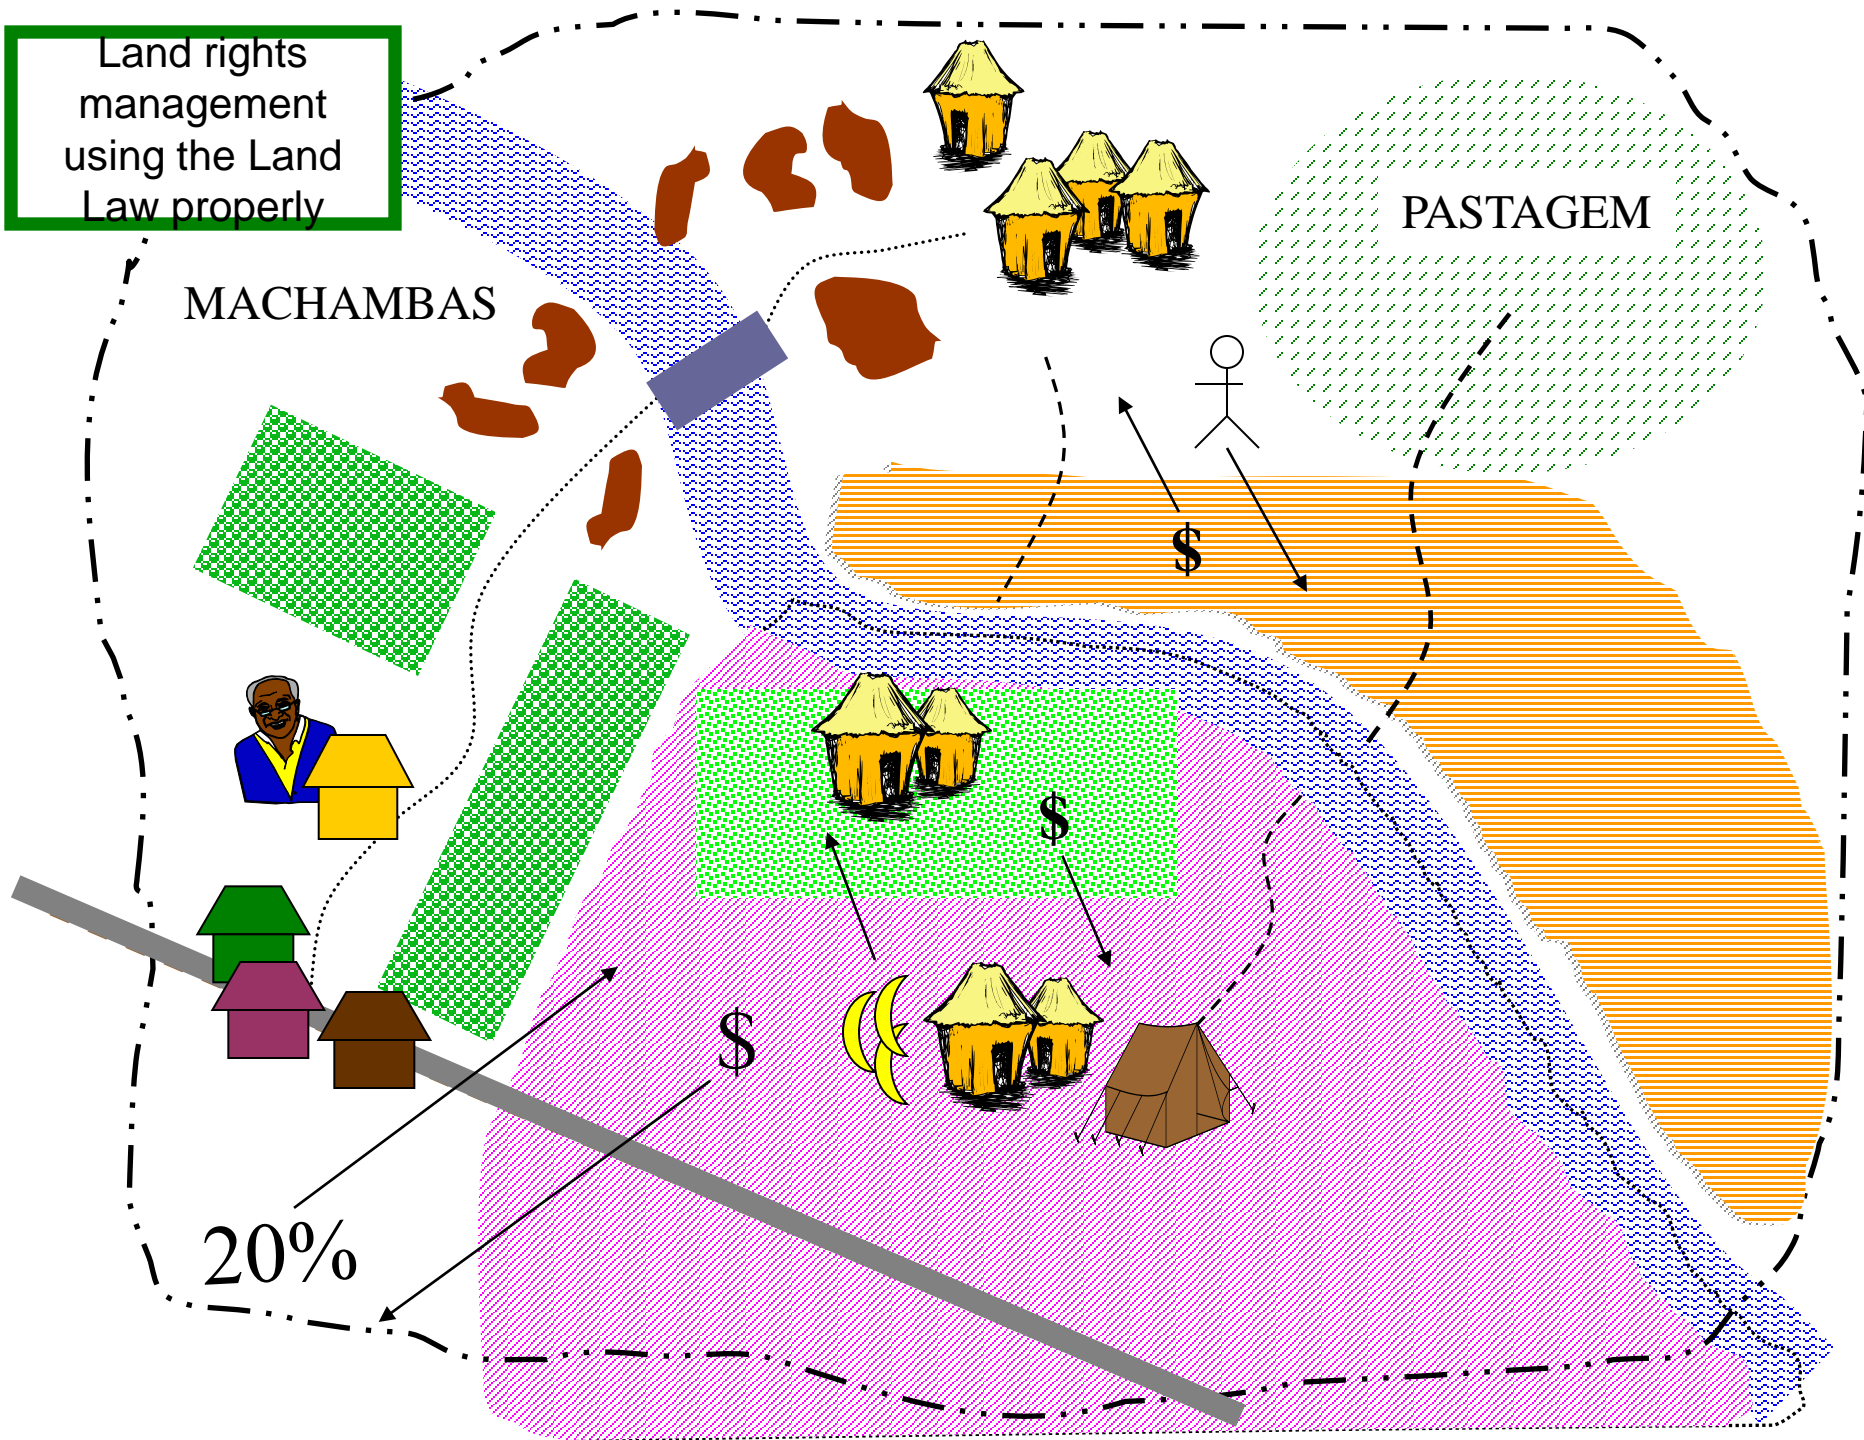 Land rights
management
using the Land
Law properly
PASTAGEM
MACHAMBAS
$
$
$
20%